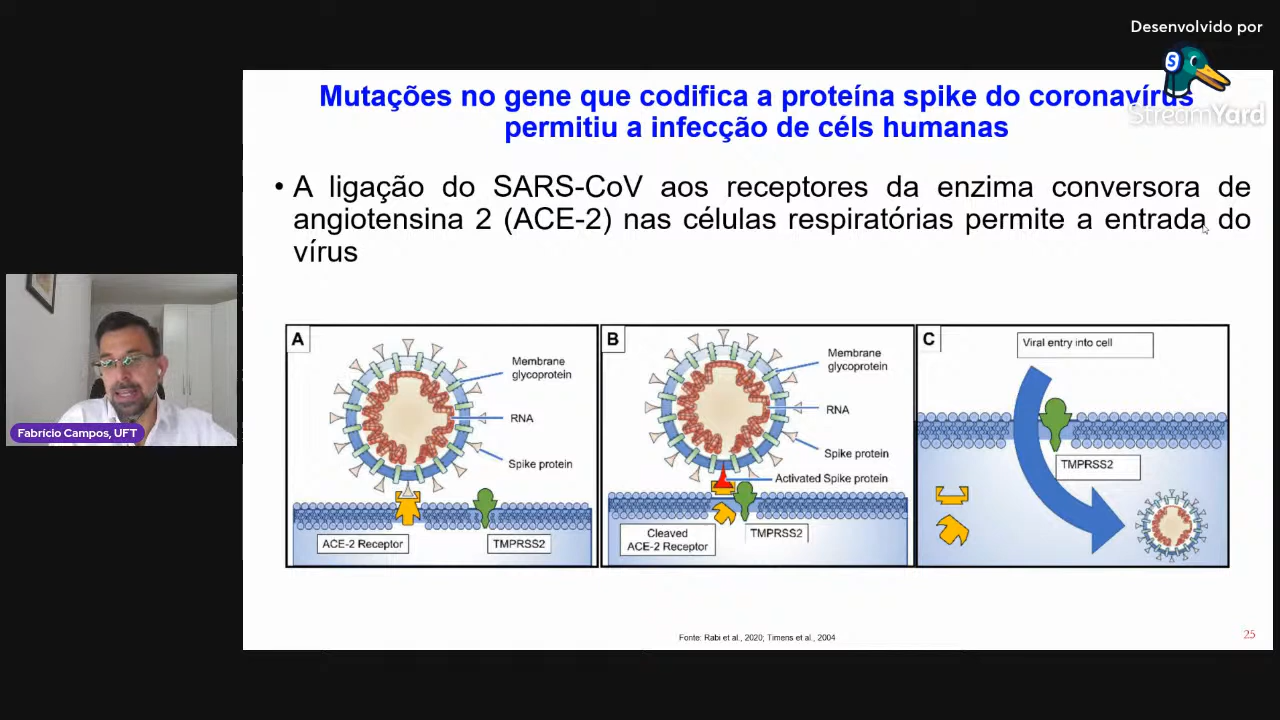 Desenvolvido por
StreamYard
Mutações no gene que codifica a proteína spike do coronavírus
permitiu a infecção de céls humanas
• A ligação do SARS-CoV aos receptores da enzima conversora de
angiotensina 2 (ACE-2) nas células respiratórias permite a entrada do
vírus
A
Membrane
glycoprotein
RNA
Spike protein
ACE-2 Receptor
TMPRSS2
B
Membrane
glycoprotein
RNA
Spike protein
Activated Spike protein
Cleaved
ACE-2 Receptor
TMPRSS2
C
Viral entry into cell
TMPRSS2
Fabrício Campos, UFT
Fonte: Rabi et al., 2020; Timens et al., 2004
25